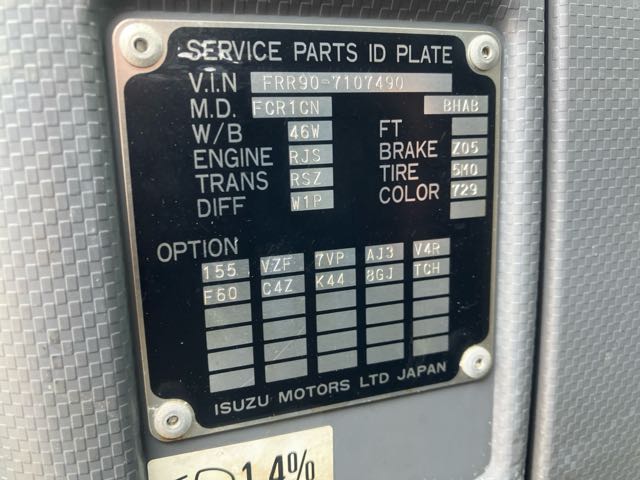 SERVICE PARTS ID PLATE
V.I.N FRR90-7107490
M.D. FCR1CN BHAB
W/B 46W FT
ENGINE RJS BRAKE Z05
TRANS RSZ TIRE 5M0
DIFF W1P COLOR 729
OPTION
155 VZF 7VP AJ3 V4R
F60 C4Z K44 8GJ TCH
ISUZU MOTORS LTD JAPAN
14%